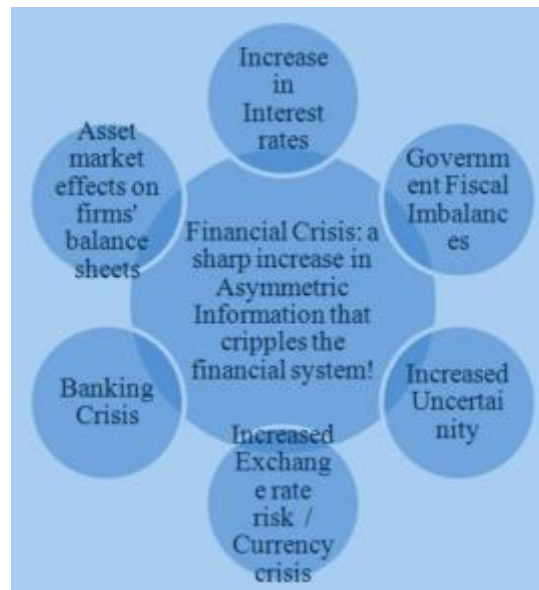 Increase
in
Interest
rates
Asset
market
effects on
firms'
balance
sheets
Governm
ent Fiscal
Imbalanc
es
Financial Crisis: a
sharp increase in
Asymmetric
Information that
cripples the
financial system!
Banking
Crisis
Increased
Uncertai
nity
Increased
Exchang
e rate
risk /
Currency
crisis